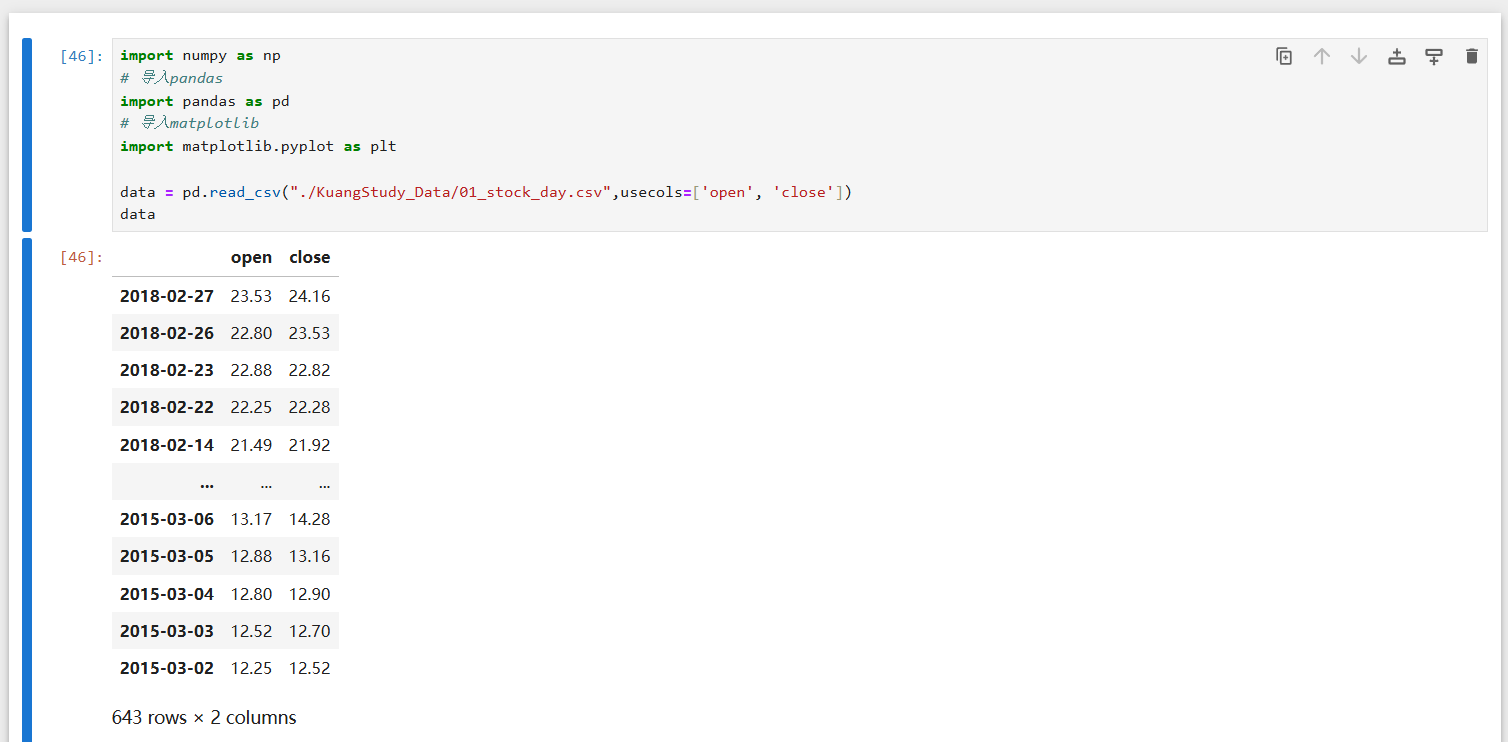 [46]:
import numpy as np
# 导入pandas
import pandas as pd
# 导入matplotlib
import matplotlib.pyplot as plt
data = pd.read_csv("./KuangStudy_Data/01_stock_day.csv",usecols=['open', 'close'])
data
[46]:
open close
2018-02-27 23.53 24.16
2018-02-26 22.80 23.53
2018-02-23 22.88 22.82
2018-02-22 22.25 22.28
2018-02-14 21.49 21.92
... ... ...
2015-03-06 13.17 14.28
2015-03-05 12.88 13.16
2015-03-04 12.80 12.90
2015-03-03 12.52 12.70
2015-03-02 12.25 12.52
643 rows × 2 columns